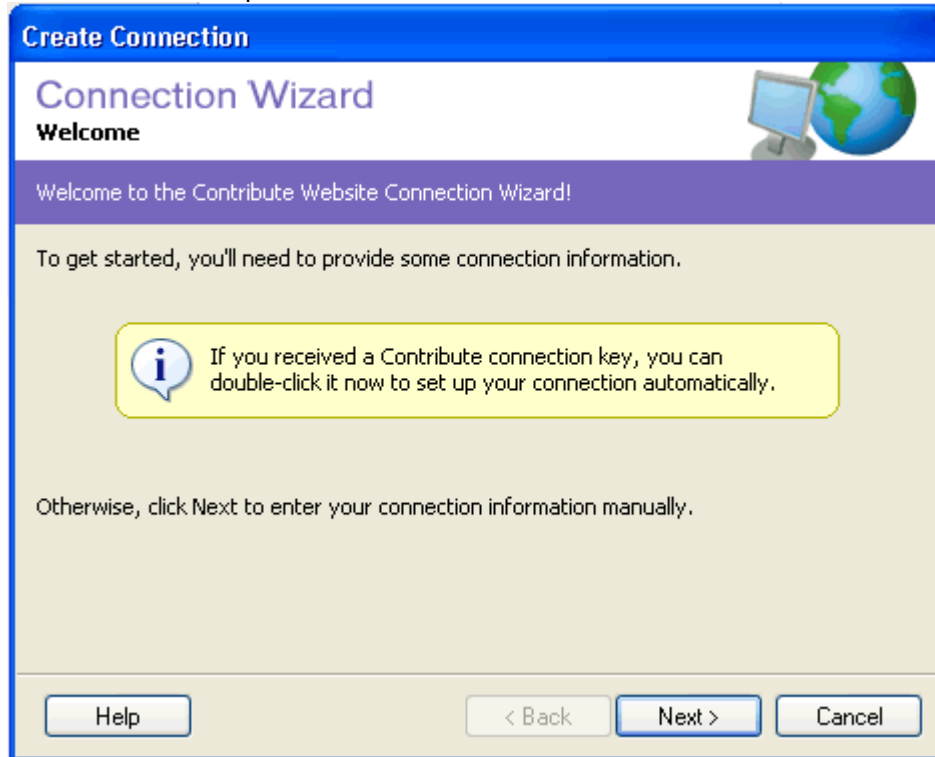 Create Connection
Connection Wizard
Welcome
Welcome to the Contribute Website Connection Wizard!
To get started, you'll need to provide some connection information.
If you received a Contribute connection key, you can
double-click it now to set up your connection automatically.
Otherwise, click Next to enter your connection information manually.
Help
< Back
Next >
Cancel